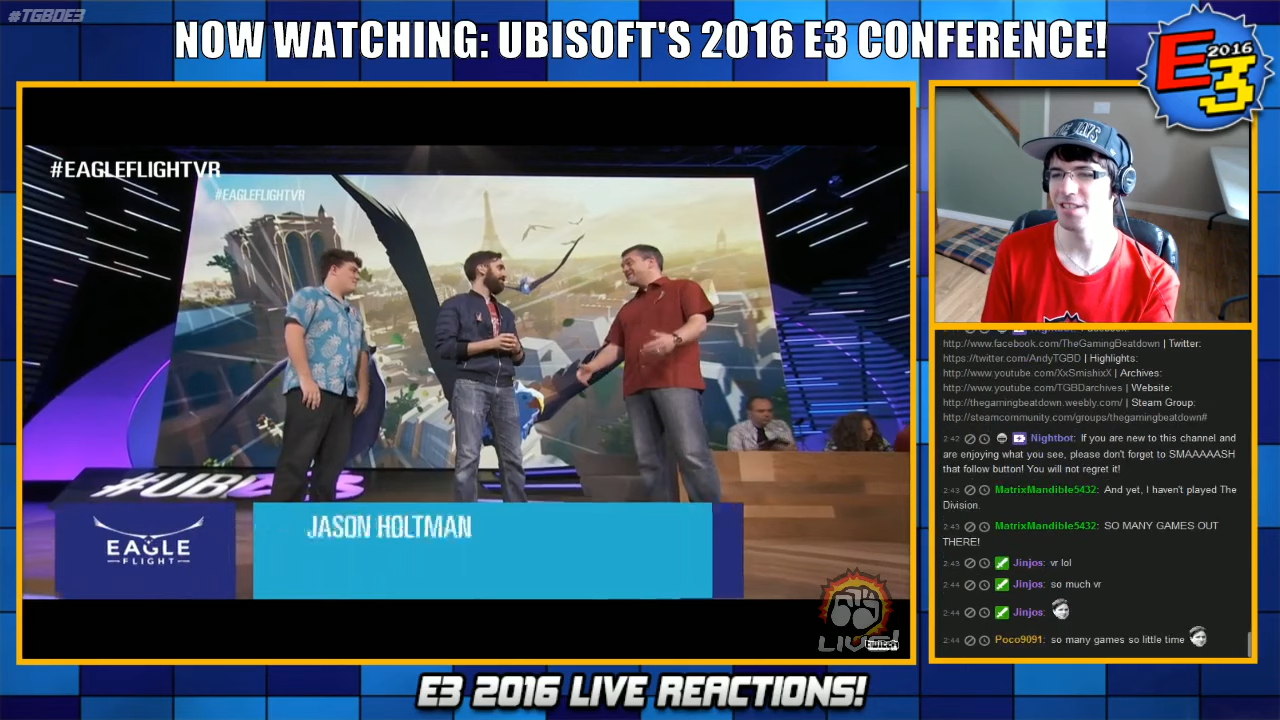 #TGBDE3
NOW WATCHING: UBISOFT'S 2016 E3 CONFERENCE!
E3
2016
#EAGLEFLIGHTVR
#EAGLEFLIGHTVR
JAYS
#UBI
EAGLE
FLIGHT
JASON HOLTMAN
LIVE!
twitch
http://www.facebook.com/TheGamingBeatdown | Twitter:
https://twitter.com/AndyTGBD | Highlights:
http://www.youtube.com/XxSmishixX | Archives:
http://www.youtube.com/TGBDarchives | Website:
http://thegamingbeatdown.weebly.com/ | Steam Group:
http://steamcommunity.com/groups/thegamingbeatdown#
2:42 Nightbot: If you are new to this channel and
are enjoying what you see, please don't forget to SMAAAAASH
that follow button! You will not regret it!
2:43 MatrixMandible5432: And yet, I haven't played The
Division.
2:43 MatrixMandible5432: SO MANY GAMES OUT
THERE!
2:43 Jinjos: vr lol
2:44 Jinjos: so much vr
2:44 Jinjos:
2:44 Poco9091: so many games so little time
E3 2016 LIVE REACTIONS!